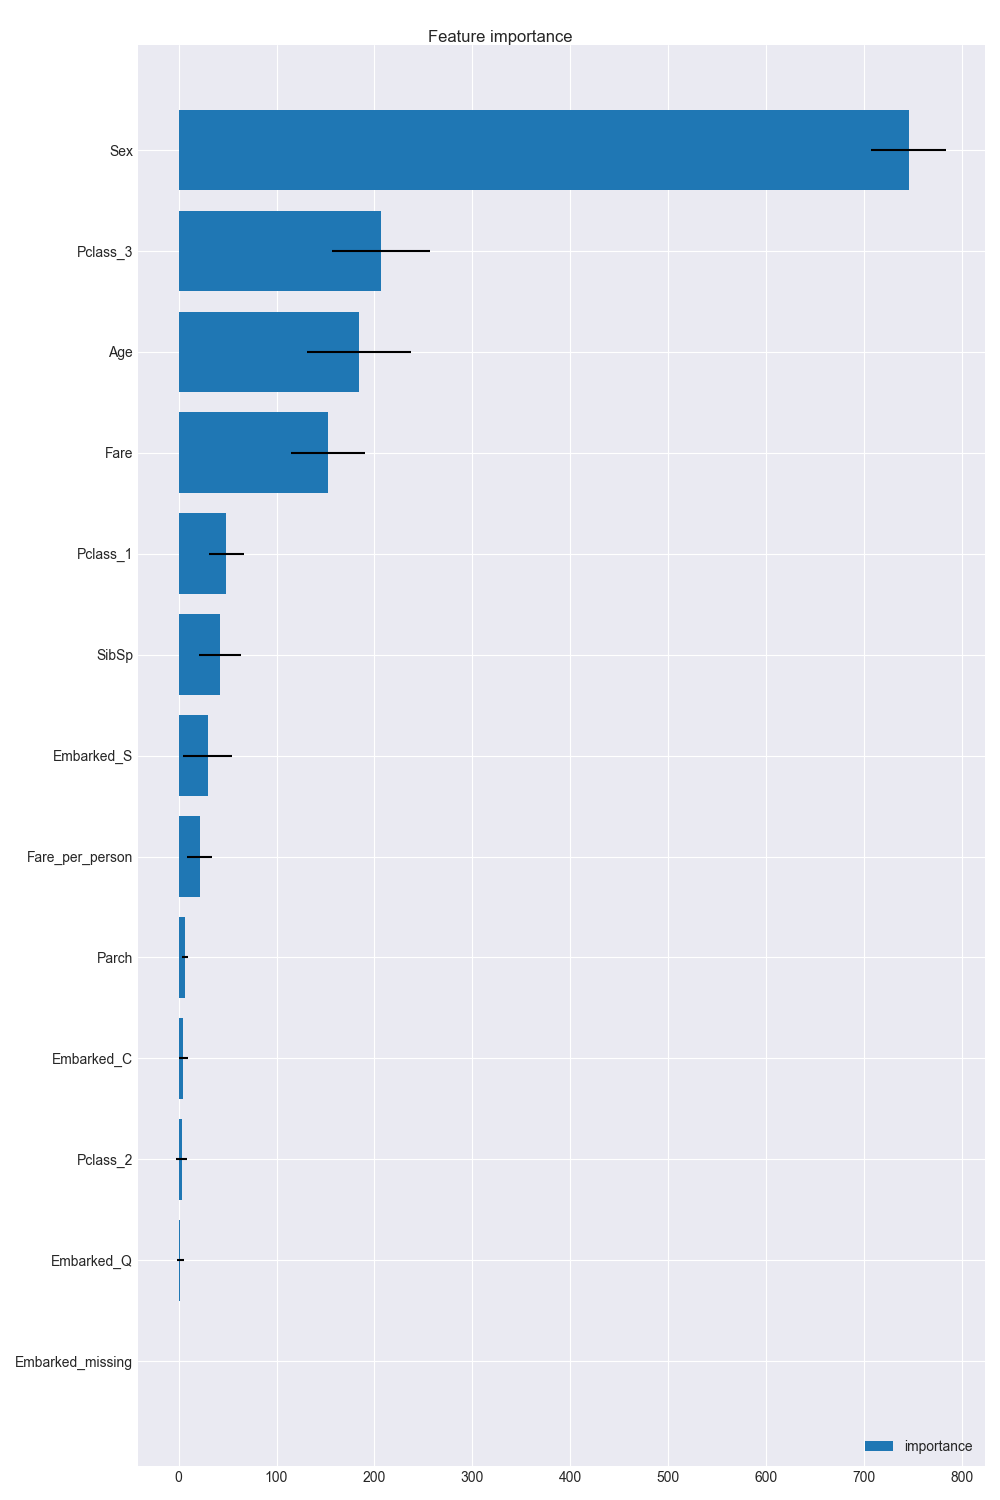 Feature importance
Sex
Pclass_3
Age
Fare
Pclass_1
SibSp
Embarked_S
Fare_per_person
Parch
Embarked_C
Pclass_2
Embarked_Q
Embarked_missing
importance
0 100 200 300 400 500 600 700 800